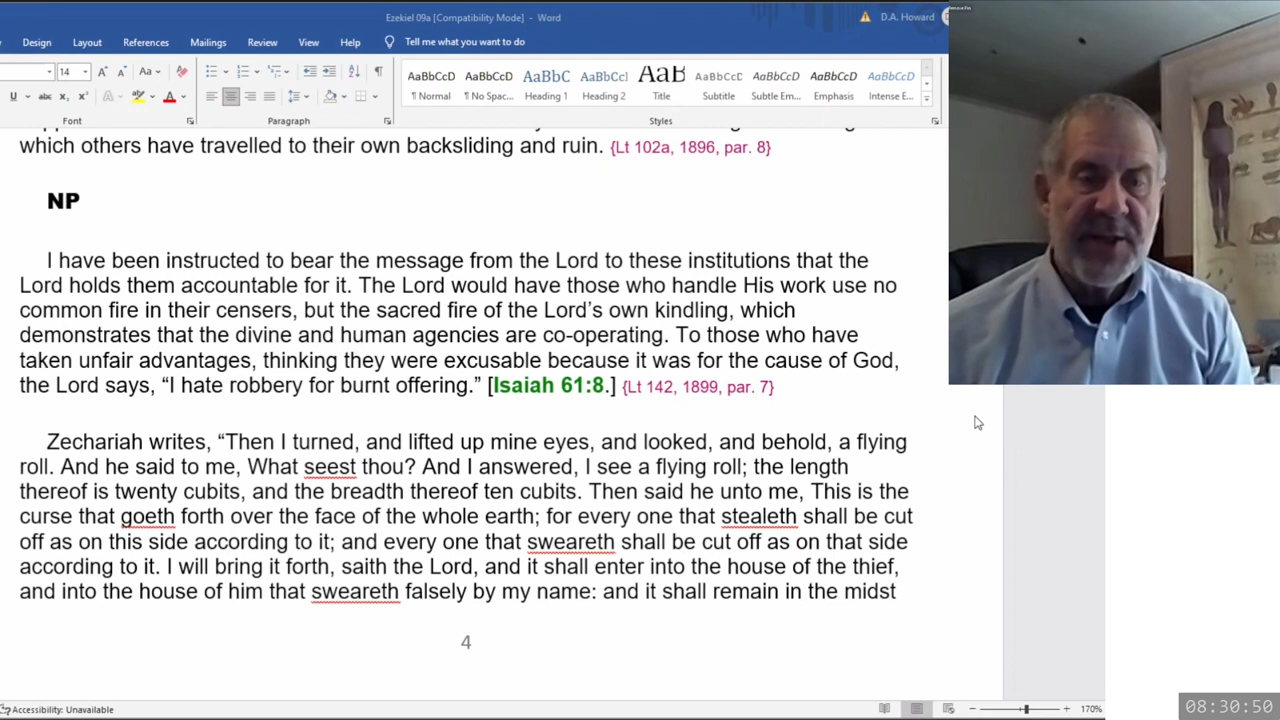 Ezekiel 09a [Compatibility Mode] - Word
D.A. Howard
Design Layout References Mailings Review View Help Tell me what you want to do
14
AaBbCcD AaBbCcD AaBbC AaBbCcI AaB AaBbCcD AaBbCcD AaBbCcD AaBbCcD
¶ Normal ¶ No Spac... Heading 1 Heading 2 Title Subtitle Subtle Em... Emphasis Intense E...
Font Paragraph Styles
which others have travelled to their own backsliding and ruin. {Lt 102a, 1896, par. 8}
NP
I have been instructed to bear the message from the Lord to these institutions that the
Lord holds them accountable for it. The Lord would have those who handle His work use no
common fire in their censers, but the sacred fire of the Lord’s own kindling, which
demonstrates that the divine and human agencies are co-operating. To those who have
taken unfair advantages, thinking they were excusable because it was for the cause of God,
the Lord says, “I hate robbery for burnt offering.” [Isaiah 61:8.] {Lt 142, 1899, par. 7}
Zechariah writes, “Then I turned, and lifted up mine eyes, and looked, and behold, a flying
roll. And he said to me, What seest thou? And I answered, I see a flying roll; the length
thereof is twenty cubits, and the breadth thereof ten cubits. Then said he unto me, This is the
curse that goeth forth over the face of the whole earth; for every one that stealeth shall be cut
off as on this side according to it; and every one that sweareth shall be cut off as on that side
according to it. I will bring it forth, saith the Lord, and it shall enter into the house of the thief,
and into the house of him that sweareth falsely by my name: and it shall remain in the midst
4
Accessibility: Unavailable
170%
08:30:50